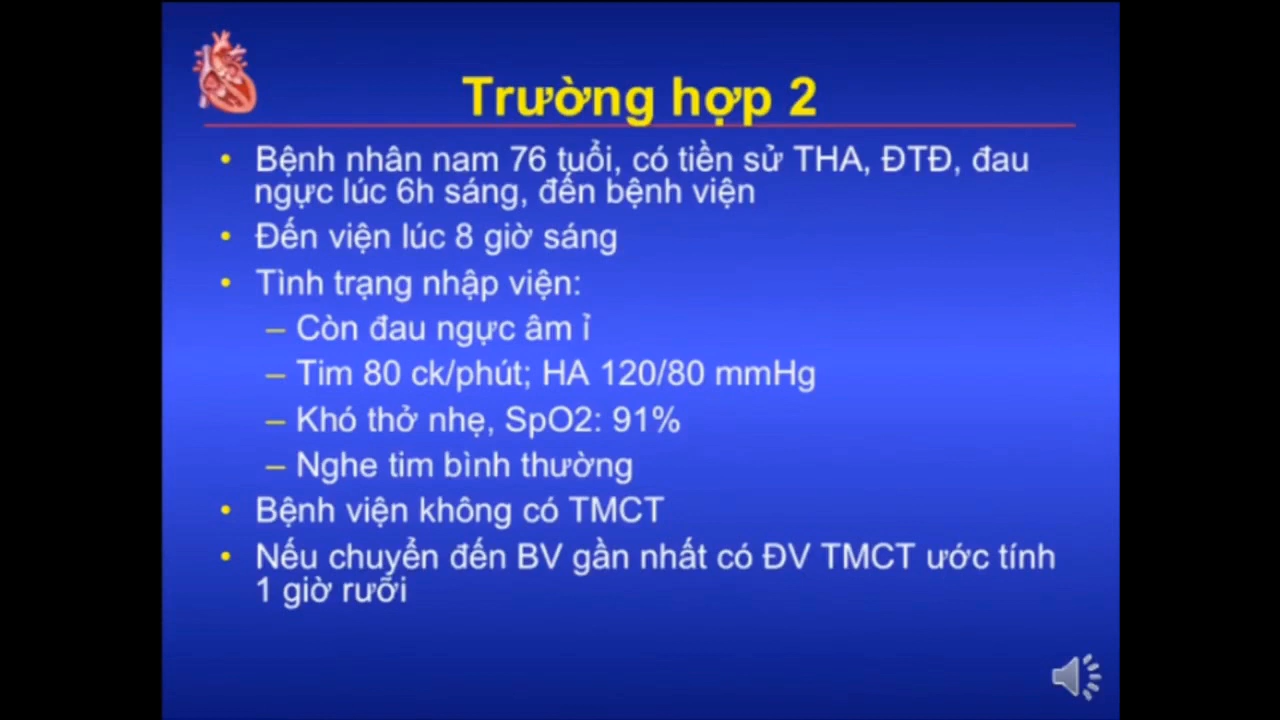 Trường hợp 2
• Bệnh nhân nam 76 tuổi, có tiền sử THA, ĐTĐ, đau
ngực lúc 6h sáng, đến bệnh viện
• Đến viện lúc 8 giờ sáng
• Tình trạng nhập viện:
– Còn đau ngực âm ỉ
– Tim 80 ck/phút; HA 120/80 mmHg
– Khó thở nhẹ, SpO2: 91%
– Nghe tim bình thường
• Bệnh viện không có TMCT
• Nếu chuyển đến BV gần nhất có ĐV TMCT ước tính
1 giờ rưỡi